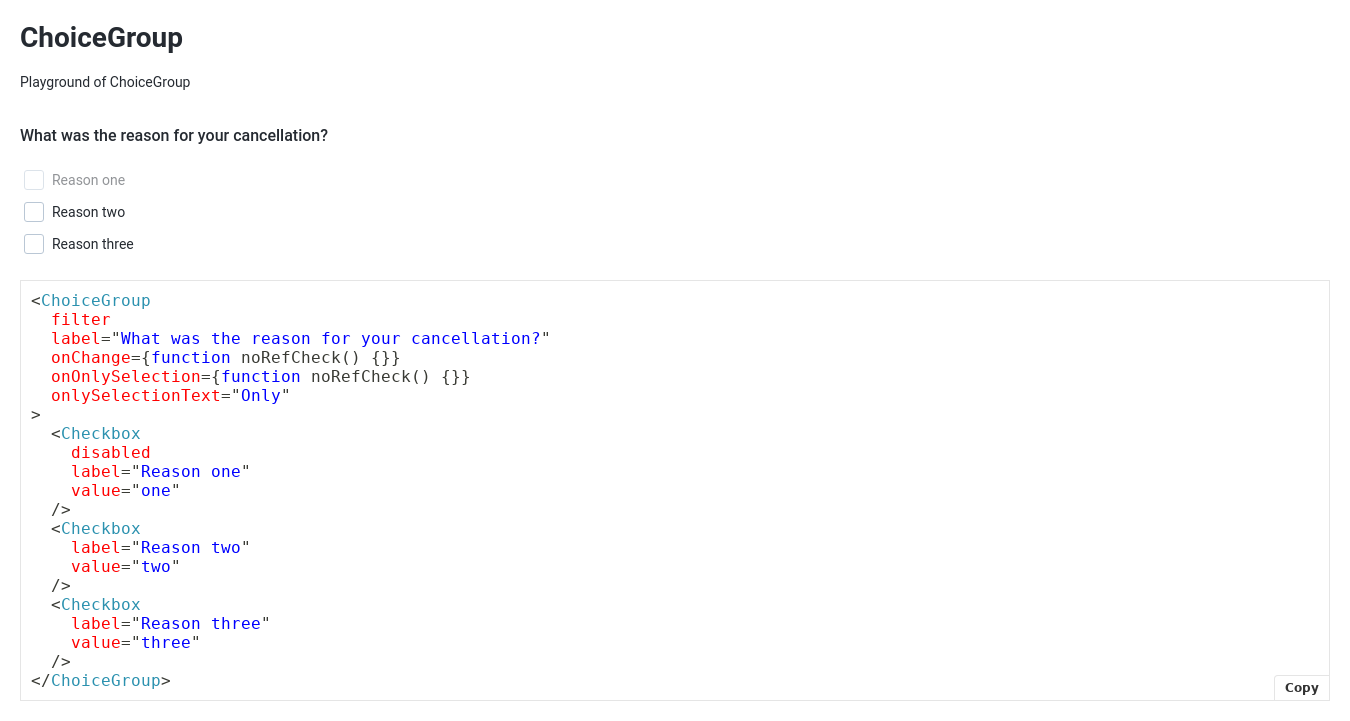 ChoiceGroup
Playground of ChoiceGroup
What was the reason for your cancellation?
Reason one
Reason two
Reason three
<ChoiceGroup
  filter
  label="What was the reason for your cancellation?"
  onChange={function noRefCheck() {}}
  onOnlySelection={function noRefCheck() {}}
  onlySelectionText="Only"
>
  <Checkbox
    disabled
    label="Reason one"
    value="one"
  />
  <Checkbox
    label="Reason two"
    value="two"
  />
  <Checkbox
    label="Reason three"
    value="three"
  />
</ChoiceGroup>
Copy